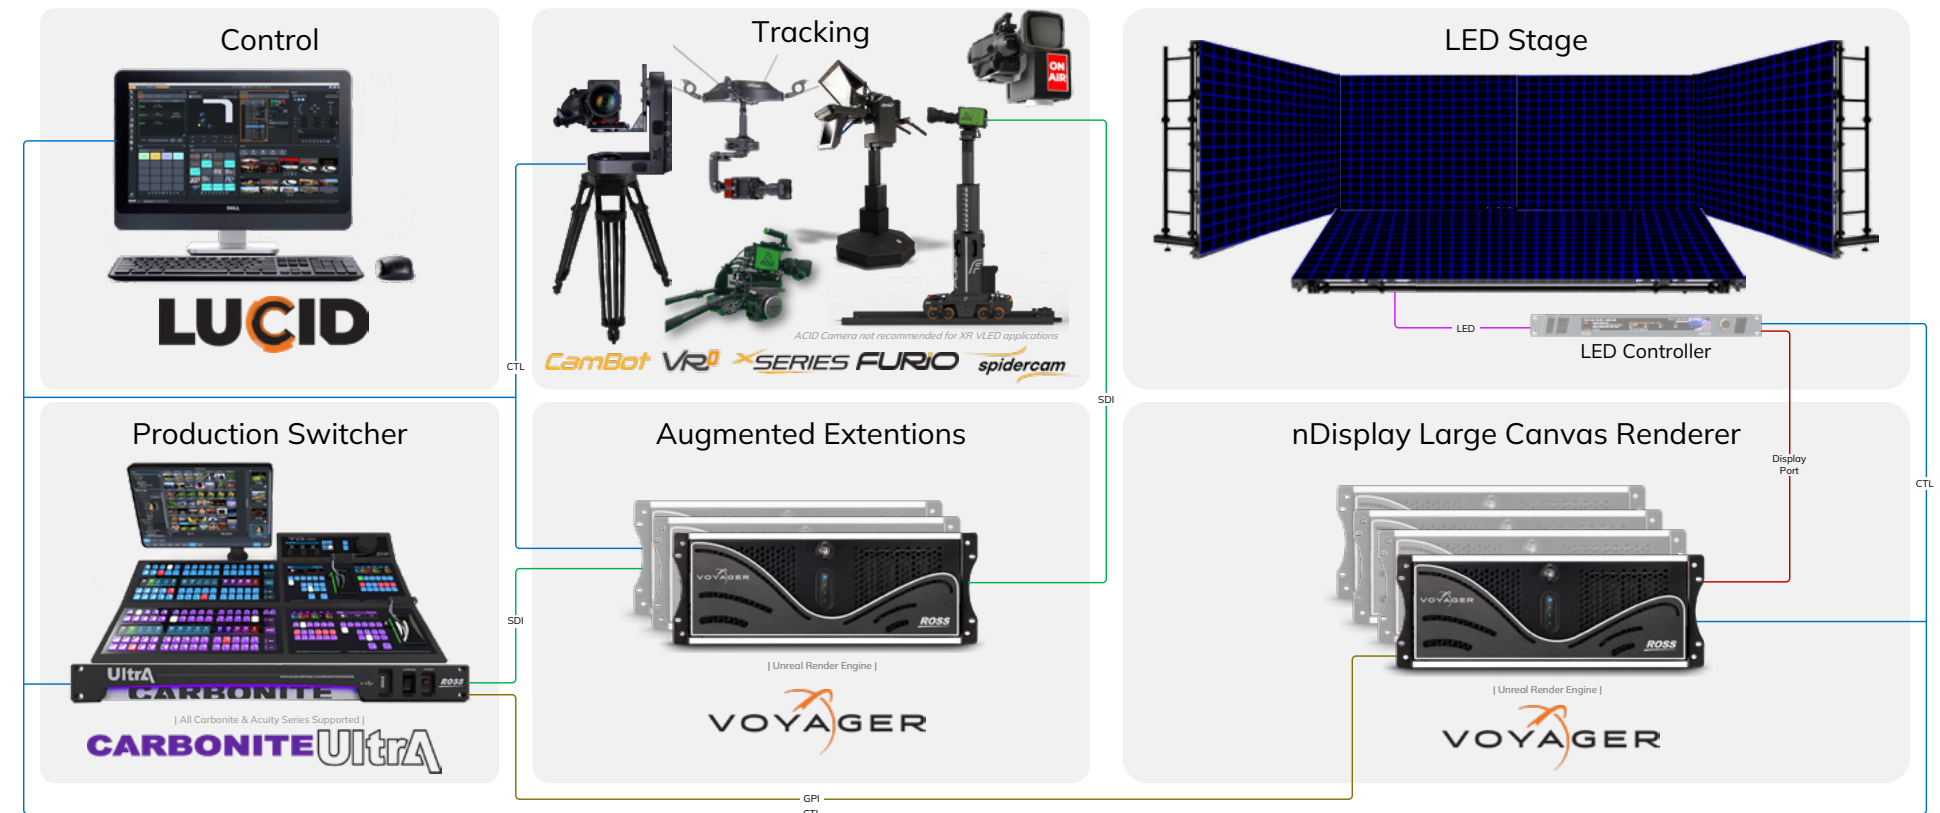 Control
DELL
LUCID
Tracking
ON
AIR
ACID Camera not recommended for XR VLED applications
CamBot
VR
XSERIES
FURIO
spidercam
LED Stage
LED
LED Controller
CTL
SDI
Display
Port
CTL
Production Switcher
UltrA
CARBONITE
ROSS
| All Carbonite & Acuity Series Supported |
CARBONITE UltrA
SDI
Augmented Extentions
VOYAGER
ROSS
| Unreal Render Engine |
VOYAGER
nDisplay Large Canvas Renderer
VOYAGER
ROSS
| Unreal Render Engine |
VOYAGER
GPI
CTL